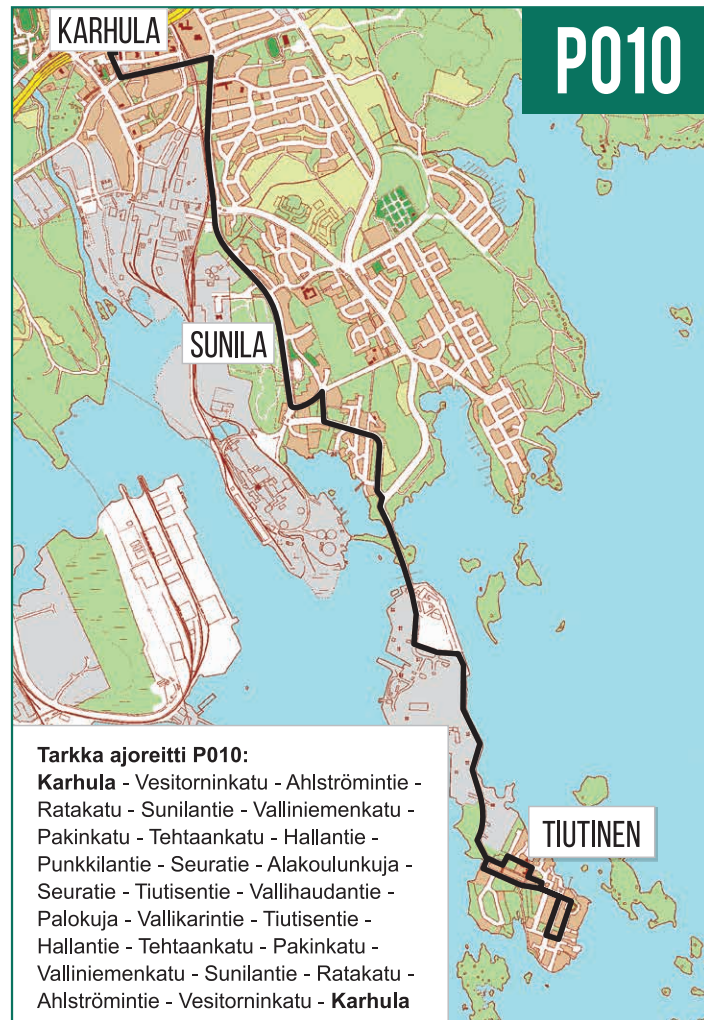 KARHULA
P010
SUNILA
TIUTINEN
Tarkka ajoreitti P010:
Karhula - Vesitorninkatu - Ahlströmintie -
Ratakatu - Sunilantie - Valliniemenkatu -
Pakinkatu - Tehtaankatu - Hallantie -
Punkkilantie - Seuratie - Alakoulunkuja -
Seuratie - Tiutisentie - Vallihaudantie -
Palokuja - Vallikarintie - Tiutisentie -
Hallantie - Tehtaankatu - Pakinkatu -
Valliniemenkatu - Sunilantie - Ratakatu -
Ahlströmintie - Vesitorninkatu - Karhula